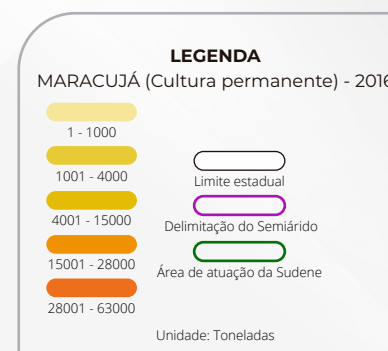 LEGENDA
MARACUJÁ (Cultura permanente) - 2016
1 - 1000
1001 - 4000
4001 - 15000
15001 - 28000
28001 - 63000
Limite estadual
Delimitação do Semiárido
Área de atuação da Sudene
Unidade: Toneladas